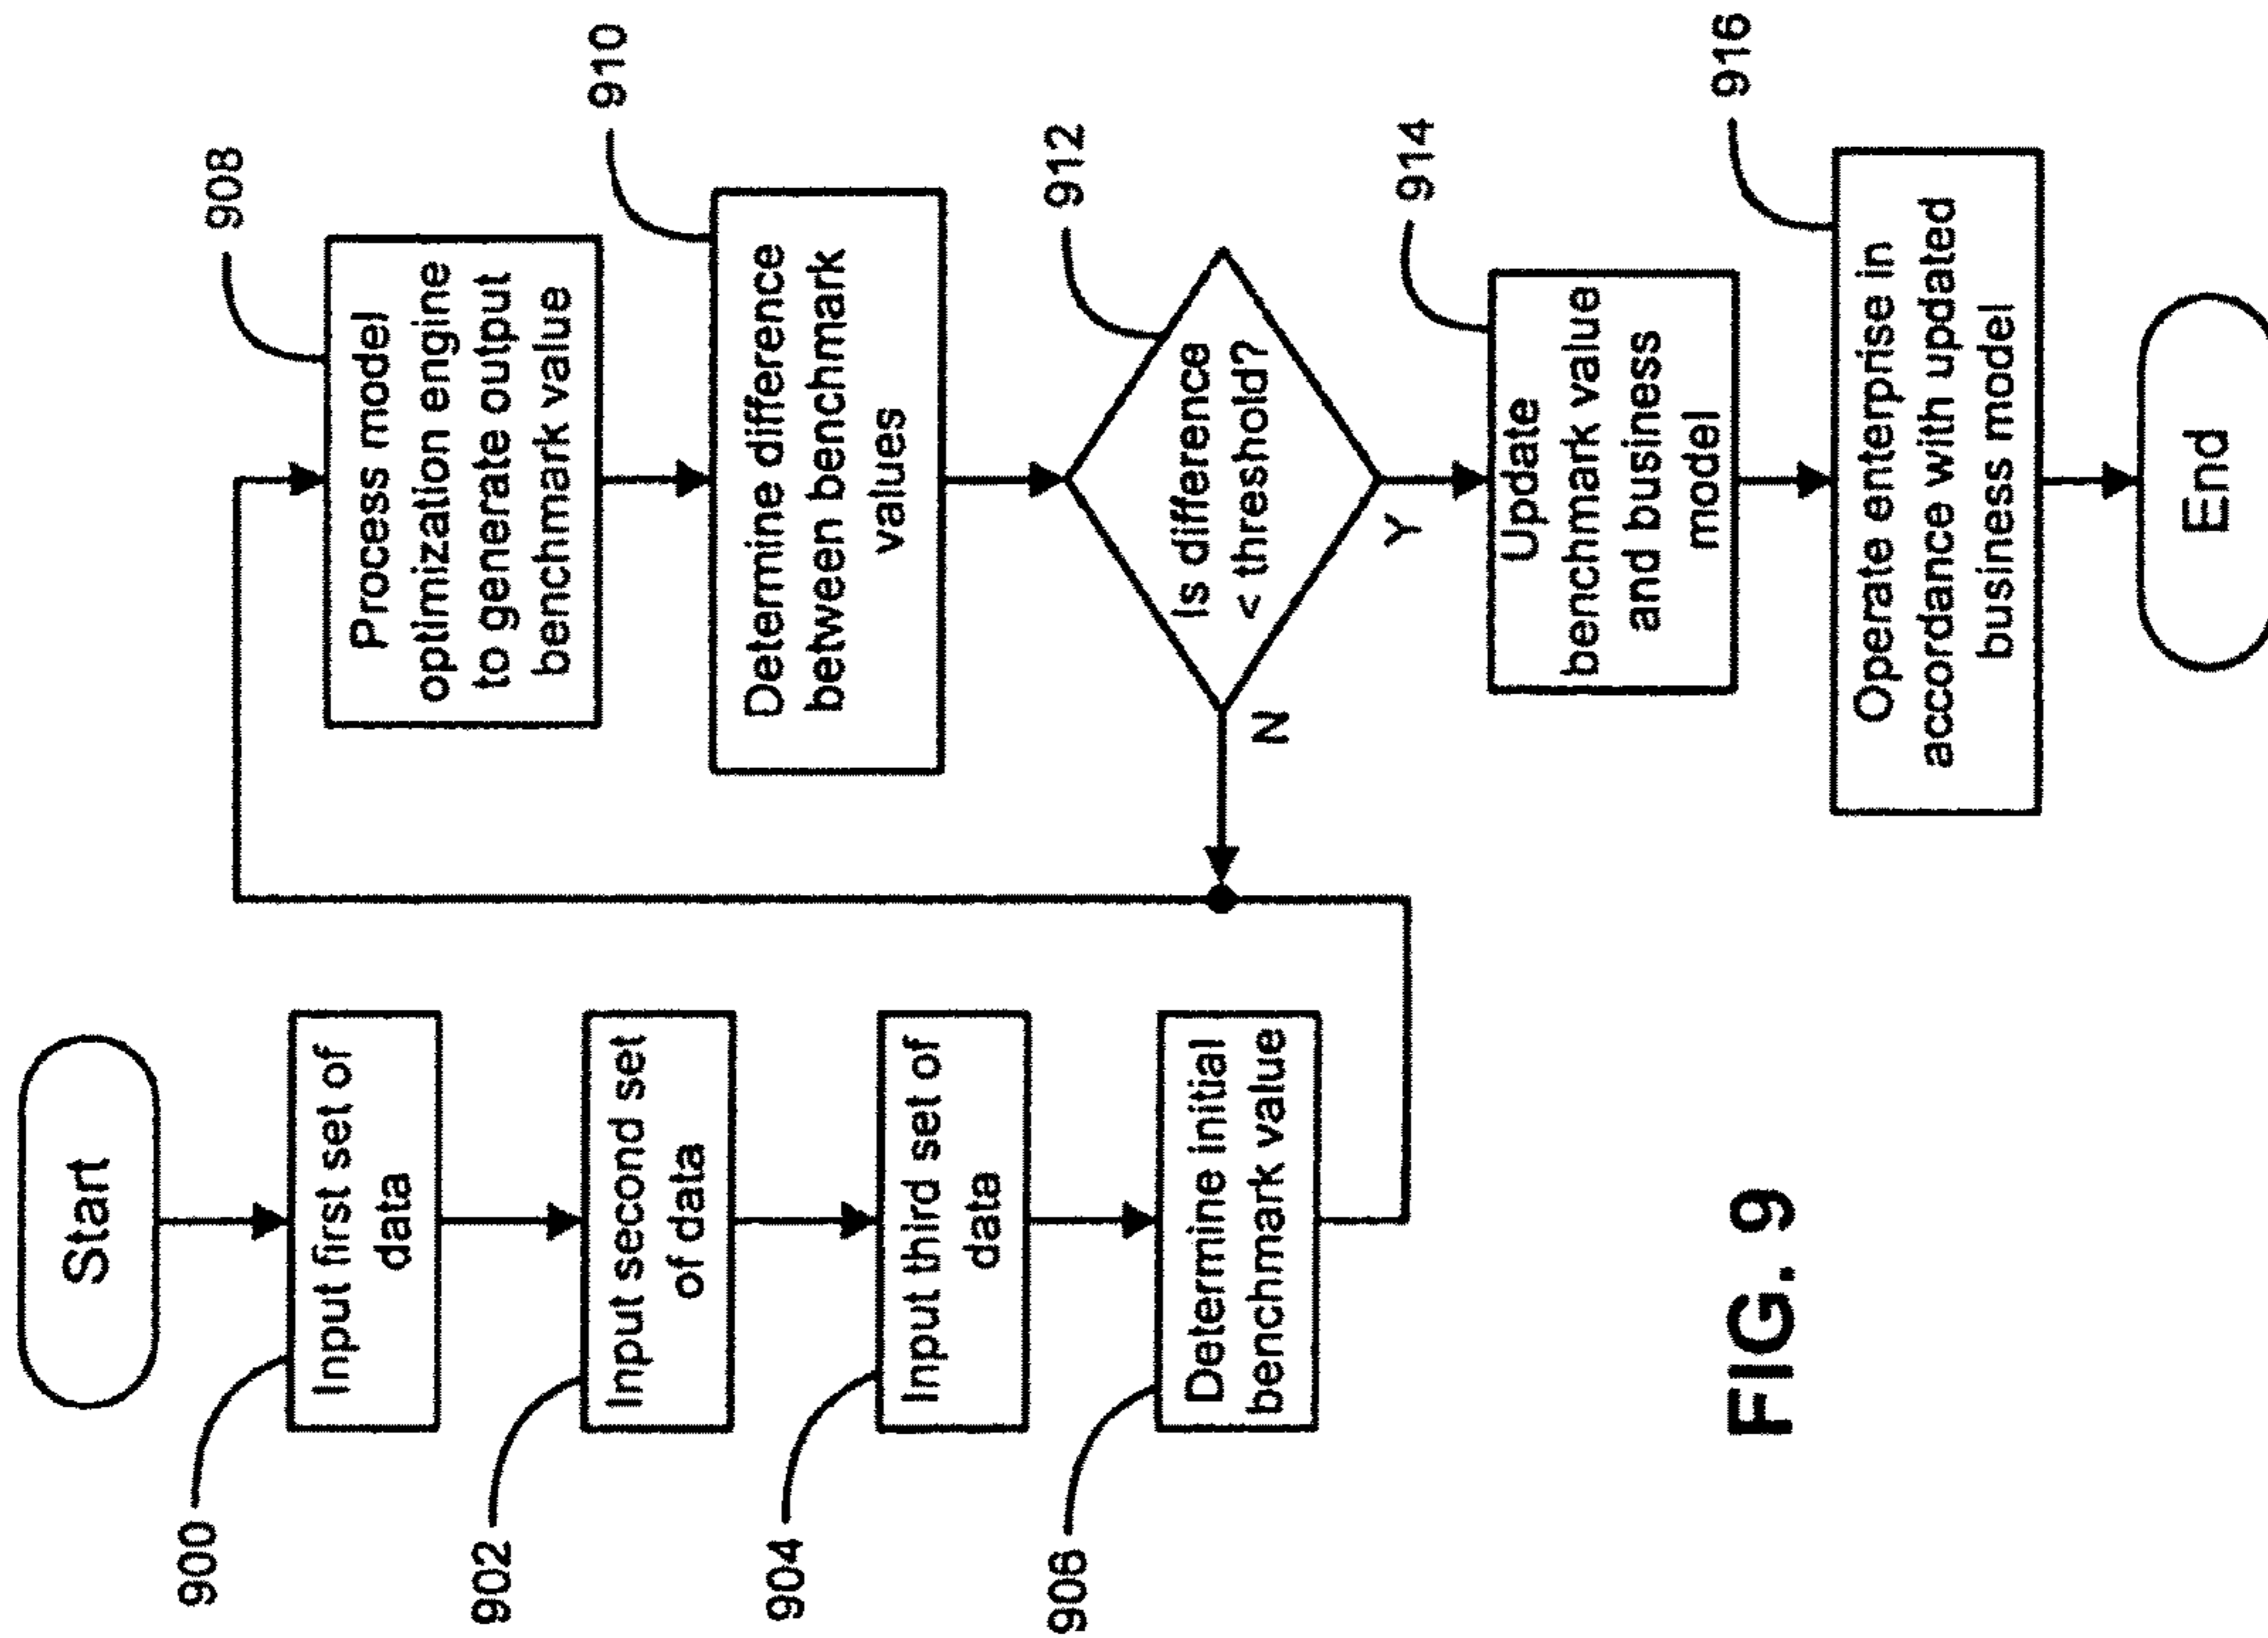 Start
900
Input first set of
data
902
Input second set
of data
904
Input third set of
data
906
Determine initial
benchmark value
908
Process model
optimization engine
to generate output
benchmark value
910
Determine difference
between benchmark
values
912
Is difference
< threshold?
N
Y
914
Update
benchmark value
and business
model
916
Operate enterprise in
accordance with updated
business model
End
FIG. 9